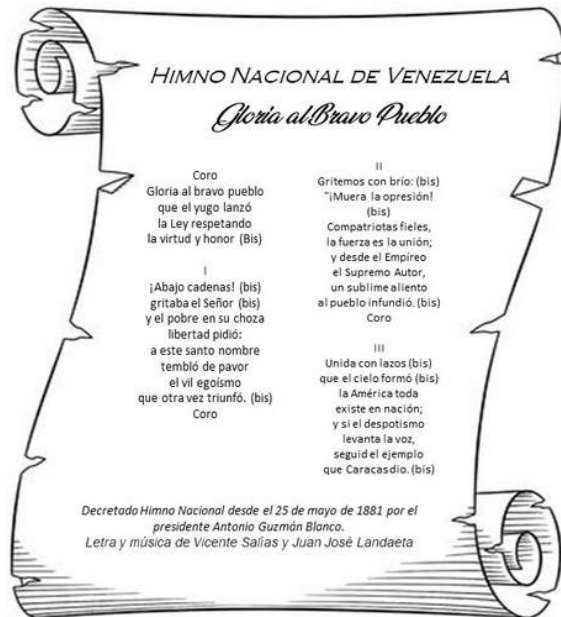 HIMNO NACIONAL DE VENEZUELA
Gloria al Bravo Pueblo
Coro
Gloria al bravo pueblo
que el yugo lanzó
la Ley respetando
la virtud y honor (Bis)
I
¡Abajo cadenas! (bis)
gritaba el Señor (bis)
y el pobre en su choza
libertad pidió:
a este santo nombre
tembló de pavor
el vil egoísmo
que otra vez triunfó. (bis)
Coro
II
Gritemos con brío: (bis)
"¡Muera la opresión!
(bis)
Compatriotas fieles,
la fuerza es la unión;
y desde el Empíreo
el Supremo Autor,
un sublime aliento
al pueblo infundió. (bis)
Coro
III
Unida con lazos (bis)
que el cielo formó (bis)
la América toda
existe en nación;
y si el despotismo
levanta la voz,
seguid el ejemplo
que Caracas dio. (bis)
Decretado Himno Nacional desde el 25 de mayo de 1881 por el
presidente Antonio Guzmán Blanco.
Letra y música de Vicente Salias y Juan José Landaeta